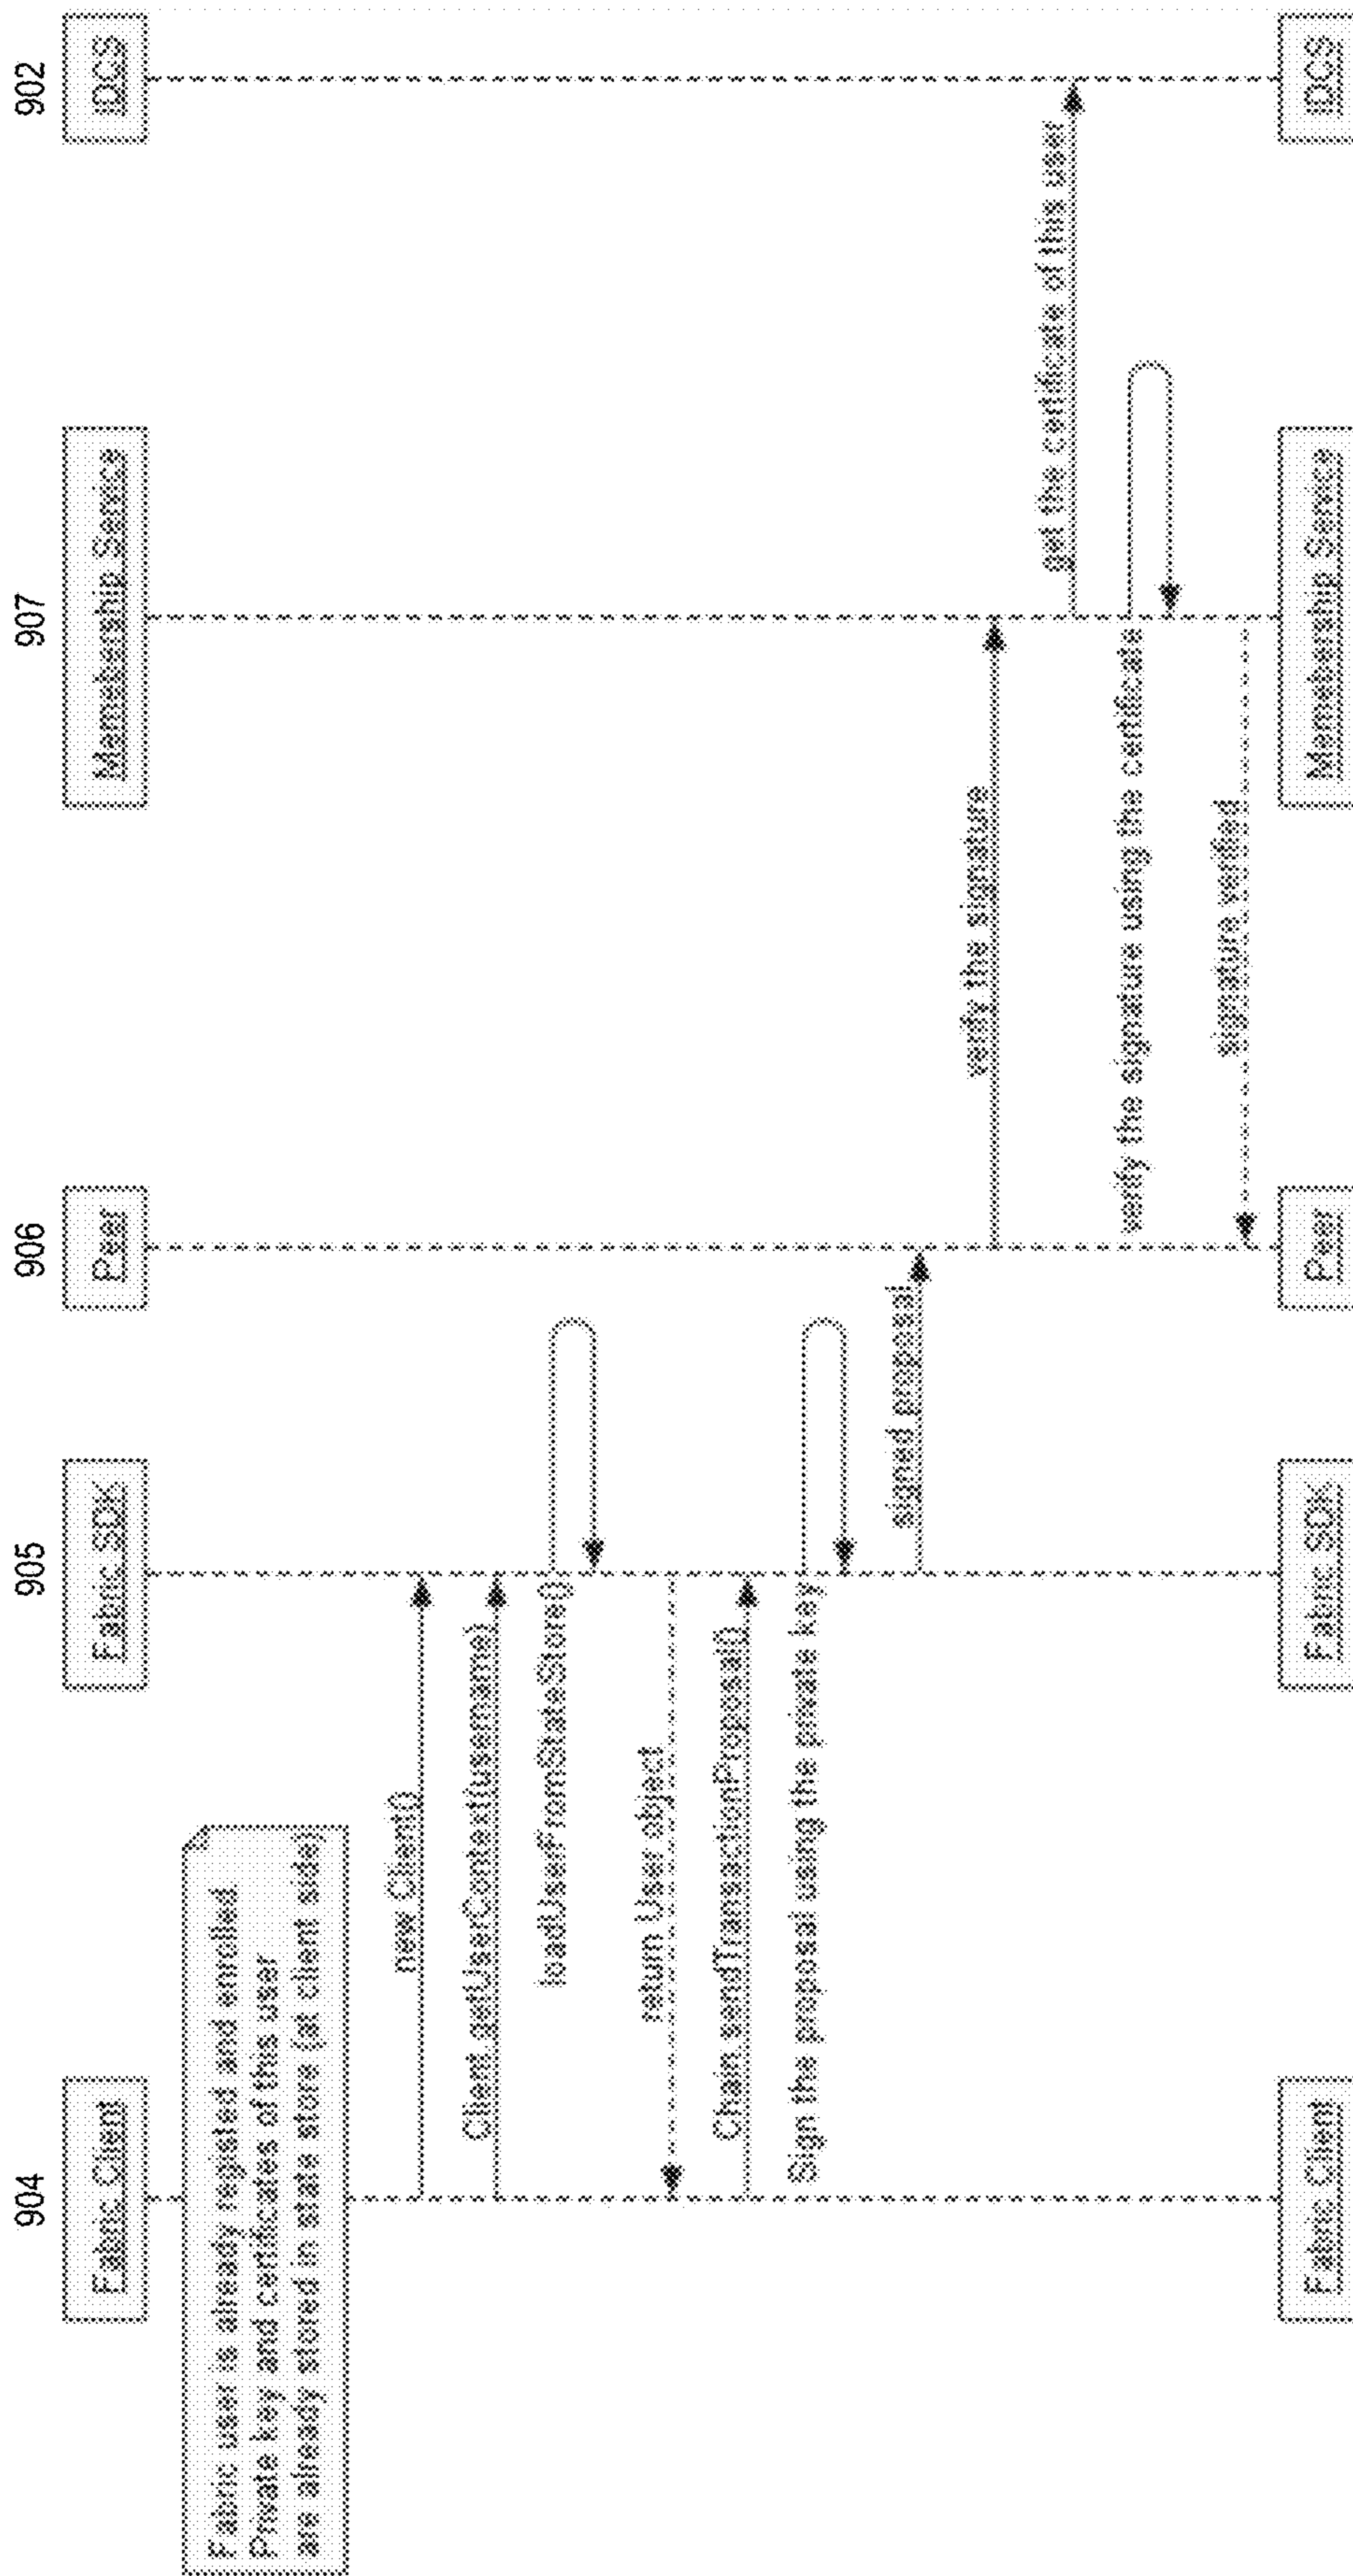 904
905
906
907
902
Fabric Client
Fabric SDK
Peer
Memebership Service
IDCS
Fabric user is already registed and enrolled
Private key and certificates of this user
are already stored in state store (at client side)
new Client()
Client.getUserContext(username)
loadUserFromStateStore()
return User object
Chain.sendTransactionProposal()
Sign the proposal using the private key
signed proposal
verify the signature
get the certificate of this user
verify the signature using the certificate
signature verified
Fabric Client
Fabric SDK
Peer
Memebership Service
IDCS